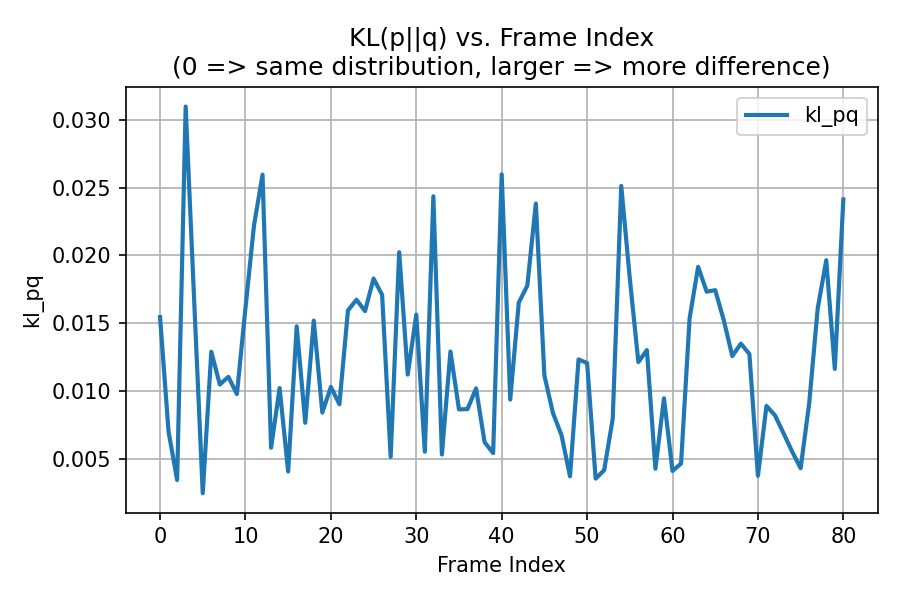 KL(p||q) vs. Frame Index
(0 => same distribution, larger => more difference)
kl_pq
0.030
0.025
0.020
0.015
0.010
0.005
kl_pq
0 10 20 30 40 50 60 70 80
Frame Index